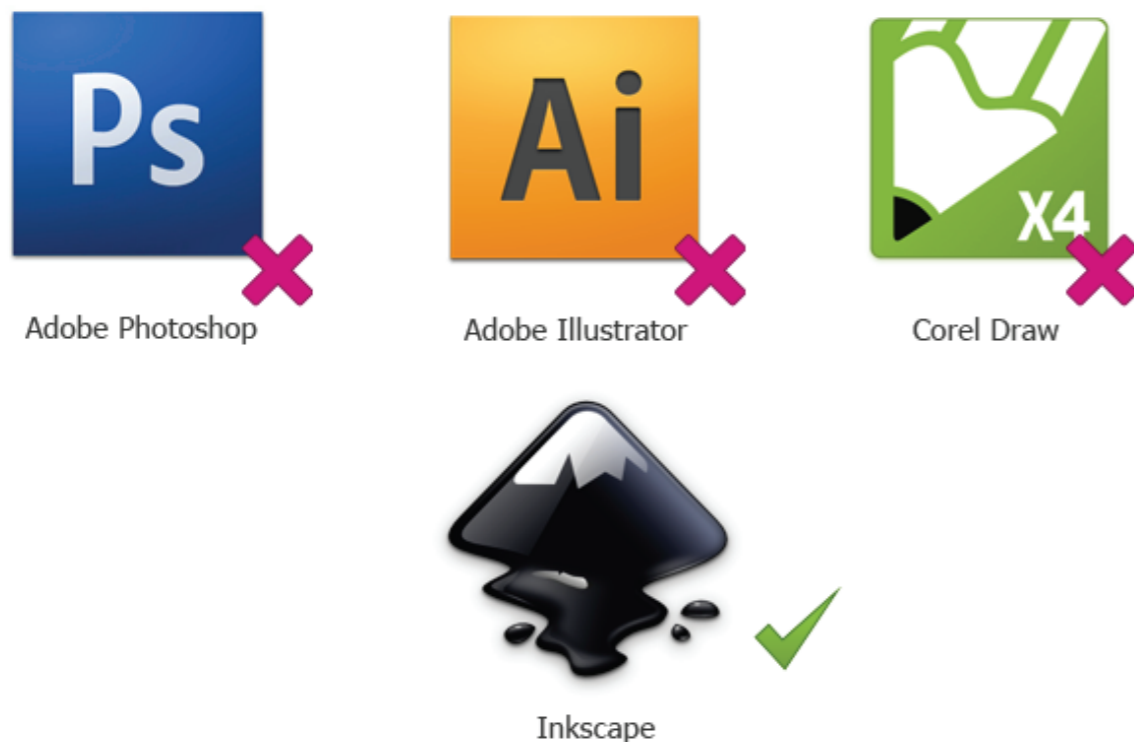 Ps
Ai
X4
Adobe Photoshop
Adobe Illustrator
Corel Draw
Inkscape